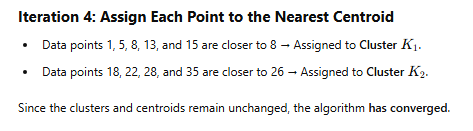 Iteration 4: Assign Each Point to the Nearest Centroid
• Data points 1, 5, 8, 13, and 15 are closer to 8 → Assigned to Cluster K₁.
• Data points 18, 22, 28, and 35 are closer to 26 → Assigned to Cluster K₂.
Since the clusters and centroids remain unchanged, the algorithm has converged.